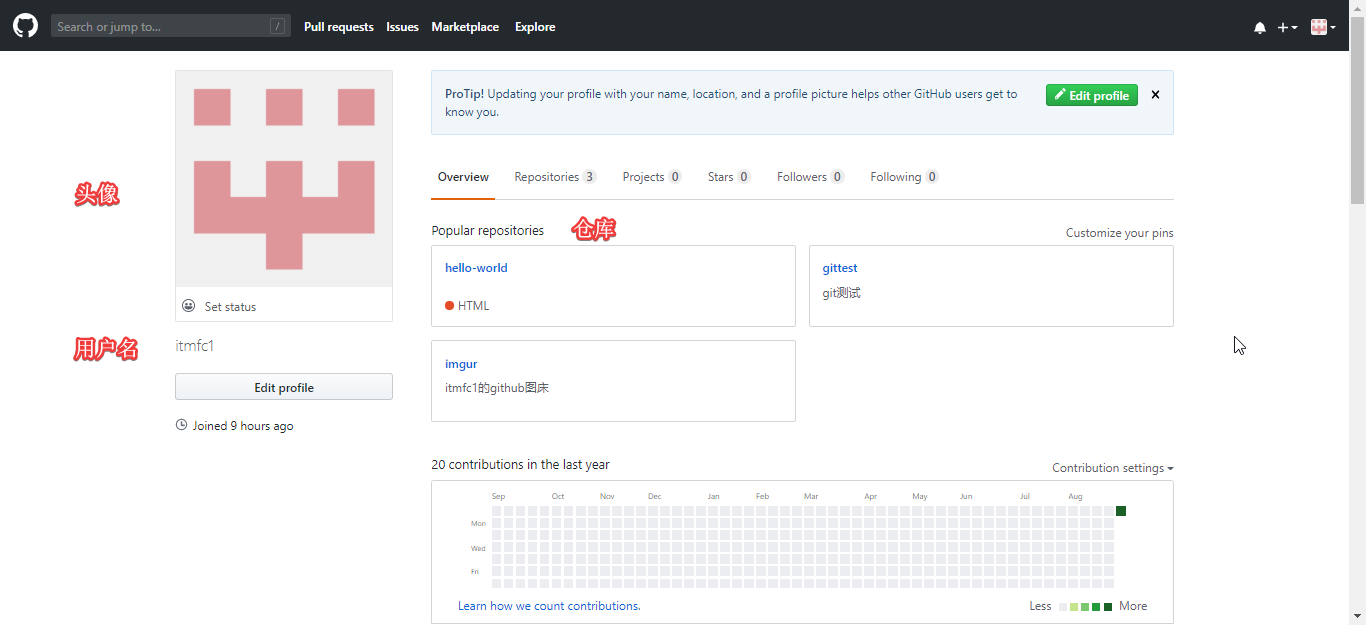 Search or jump to... /
Pull requests Issues Marketplace Explore
ProTip! Updating your profile with your name, location, and a profile picture helps other GitHub users get to
know you.
Edit profile
Overview Repositories 3 Projects 0 Stars 0 Followers 0 Following 0
头像
Set status
用户名
itmfc1
Edit profile
Joined 9 hours ago
Popular repositories
仓库
Customize your pins
hello-world
HTML
gittest
git测试
imgur
itmfc1的github图床
20 contributions in the last year
Contribution settings
Sep Oct Nov Dec Jan Feb Mar Apr May Jun Jul Aug
Mon
Wed
Fri
Learn how we count contributions.
Less More